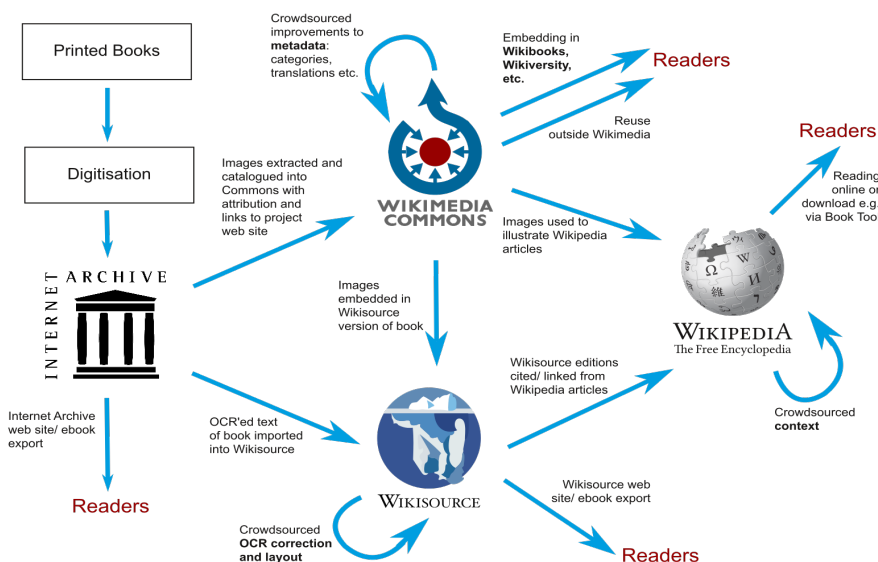 Printed Books
Digitisation
INTERNET
ARCHIVE
Internet Archive
web site/ ebook
export
Readers
Images extracted and
catalogued into
Commons with
attribution and
links to project
web site
OCR'ed text
of book imported
into Wikisource
Crowdsourced
improvements to
metadata:
categories,
translations etc.
WIKIMEDIA
COMMONS
Images
embedded in
Wikisource
version of book
WIKISOURCE
Crowdsourced
OCR correction
and layout
Embedding in
Wikibooks,
Wikiversity,
etc.
Readers
Reuse
outside Wikimedia
Images used to
illustrate Wikipedia
articles
Wikisource editions
cited/ linked from
Wikipedia articles
Wikisource web
site/ ebook export
Readers
Readers
Reading
online or
download e.g.
via Book Too
Ω
W
維
И
WIKIPEDIA
The Free Encyclopedia
Crowdsourced
context